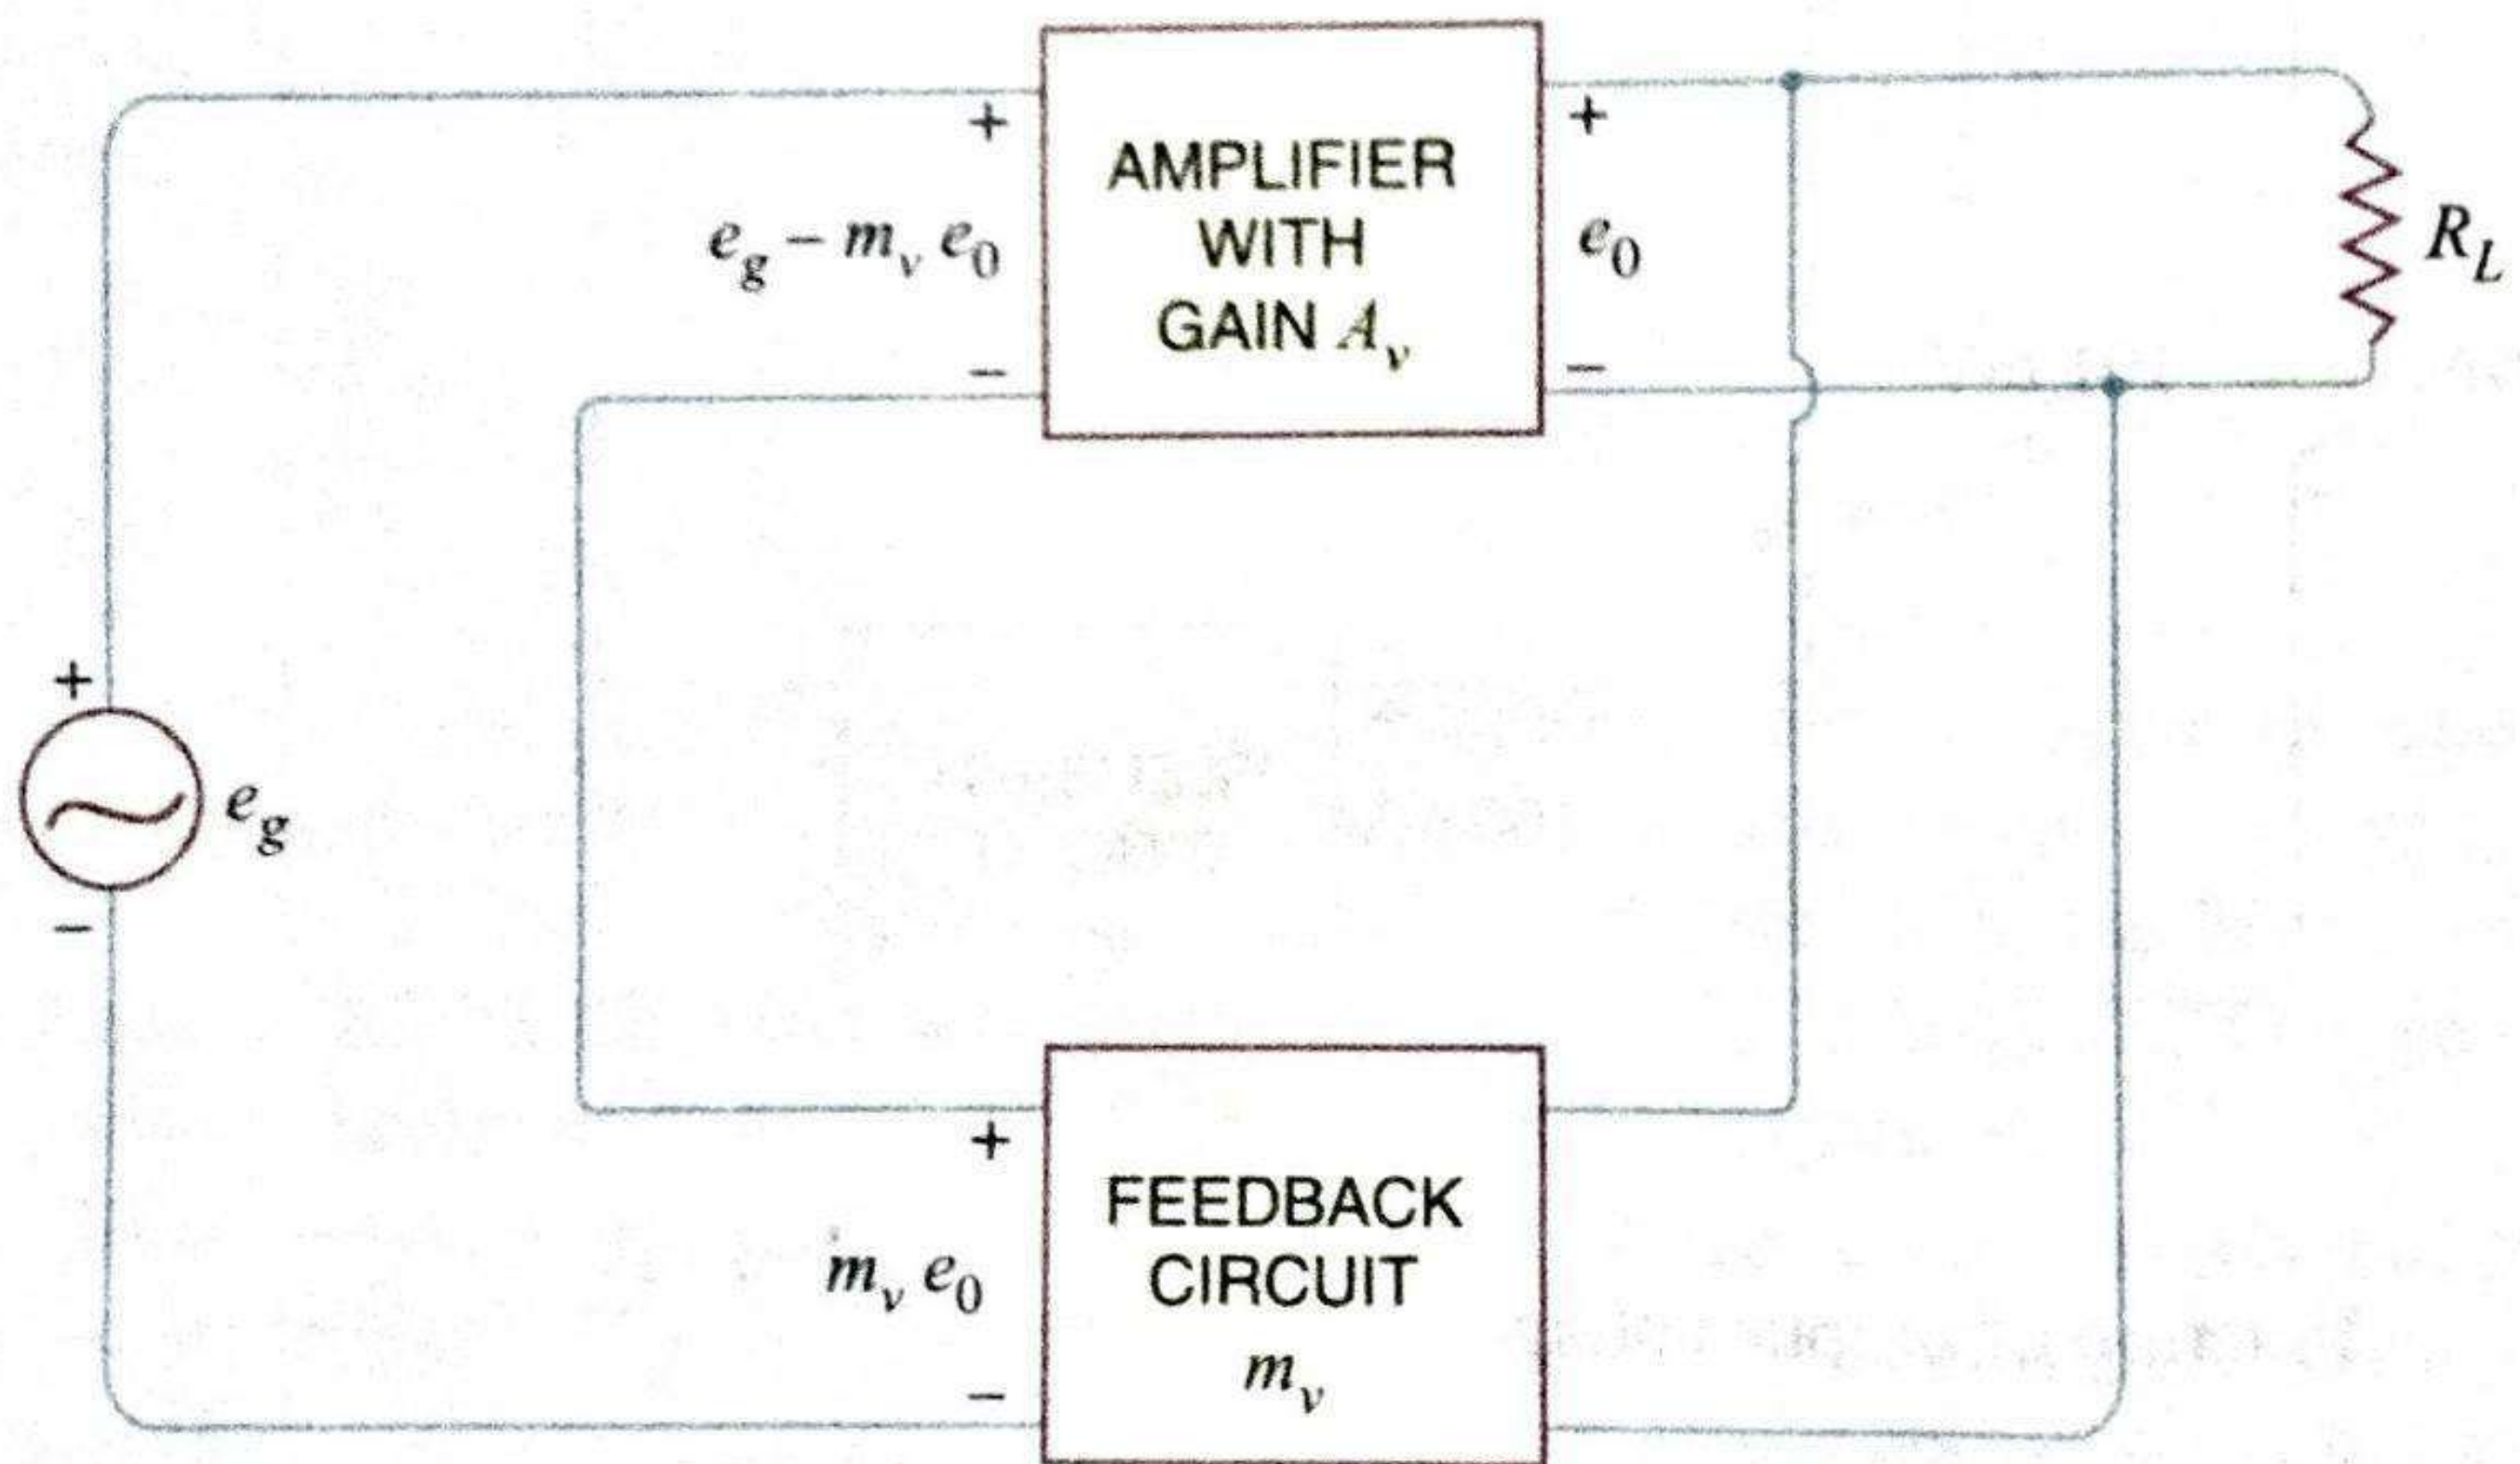 +
+
AMPLIFIER
WITH
GAIN A_v
e_g – m_v e_0
e_0
R_L
–
–
+
e_g
–
+
FEEDBACK
CIRCUIT
m_v
m_v e_0
–